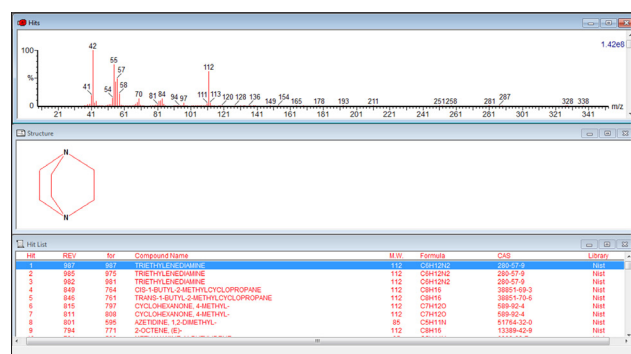 Hits
1.42e6
100
%
0
42
55
57
112
41
54
58
70
81
84
94
97
111
113
120
128
136
149
154
165
178
193
211
251
258
281
287
328
338
m/z
21 41 61 81 101 121 141 161 181 201 221 241 261 281 301 321 341
Structure
N
N
Hit List
Hit REV for Compound Name M.W. Formula CAS Library
1 987 987 TRIETHYLENEDIAMINE 112 C6H12N2 280-57-9 Nist
2 985 975 TRIETHYLENEDIAMINE 112 C6H12N2 280-57-9 Nist
3 982 981 TRIETHYLENEDIAMINE 112 C6H12N2 280-57-9 Nist
4 849 764 CIS-1-BUTYL-2-METHYLCYCLOPROPANE 112 C8H16 38851-69-3 Nist
5 846 761 TRANS-1-BUTYL-2-METHYLCYCLOPROPANE 112 C8H16 38851-70-6 Nist
6 815 797 CYCLOHEXANONE, 4-METHYL- 112 C7H12O 589-92-4 Nist
7 811 808 CYCLOHEXANONE, 4-METHYL- 112 C7H12O 589-92-4 Nist
8 801 595 AZETIDINE, 1,2-DIMETHYL- 85 C5H11N 51764-32-0 Nist
9 794 771 2-OCTENE, (E)- 112 C8H16 13389-42-9 Nist